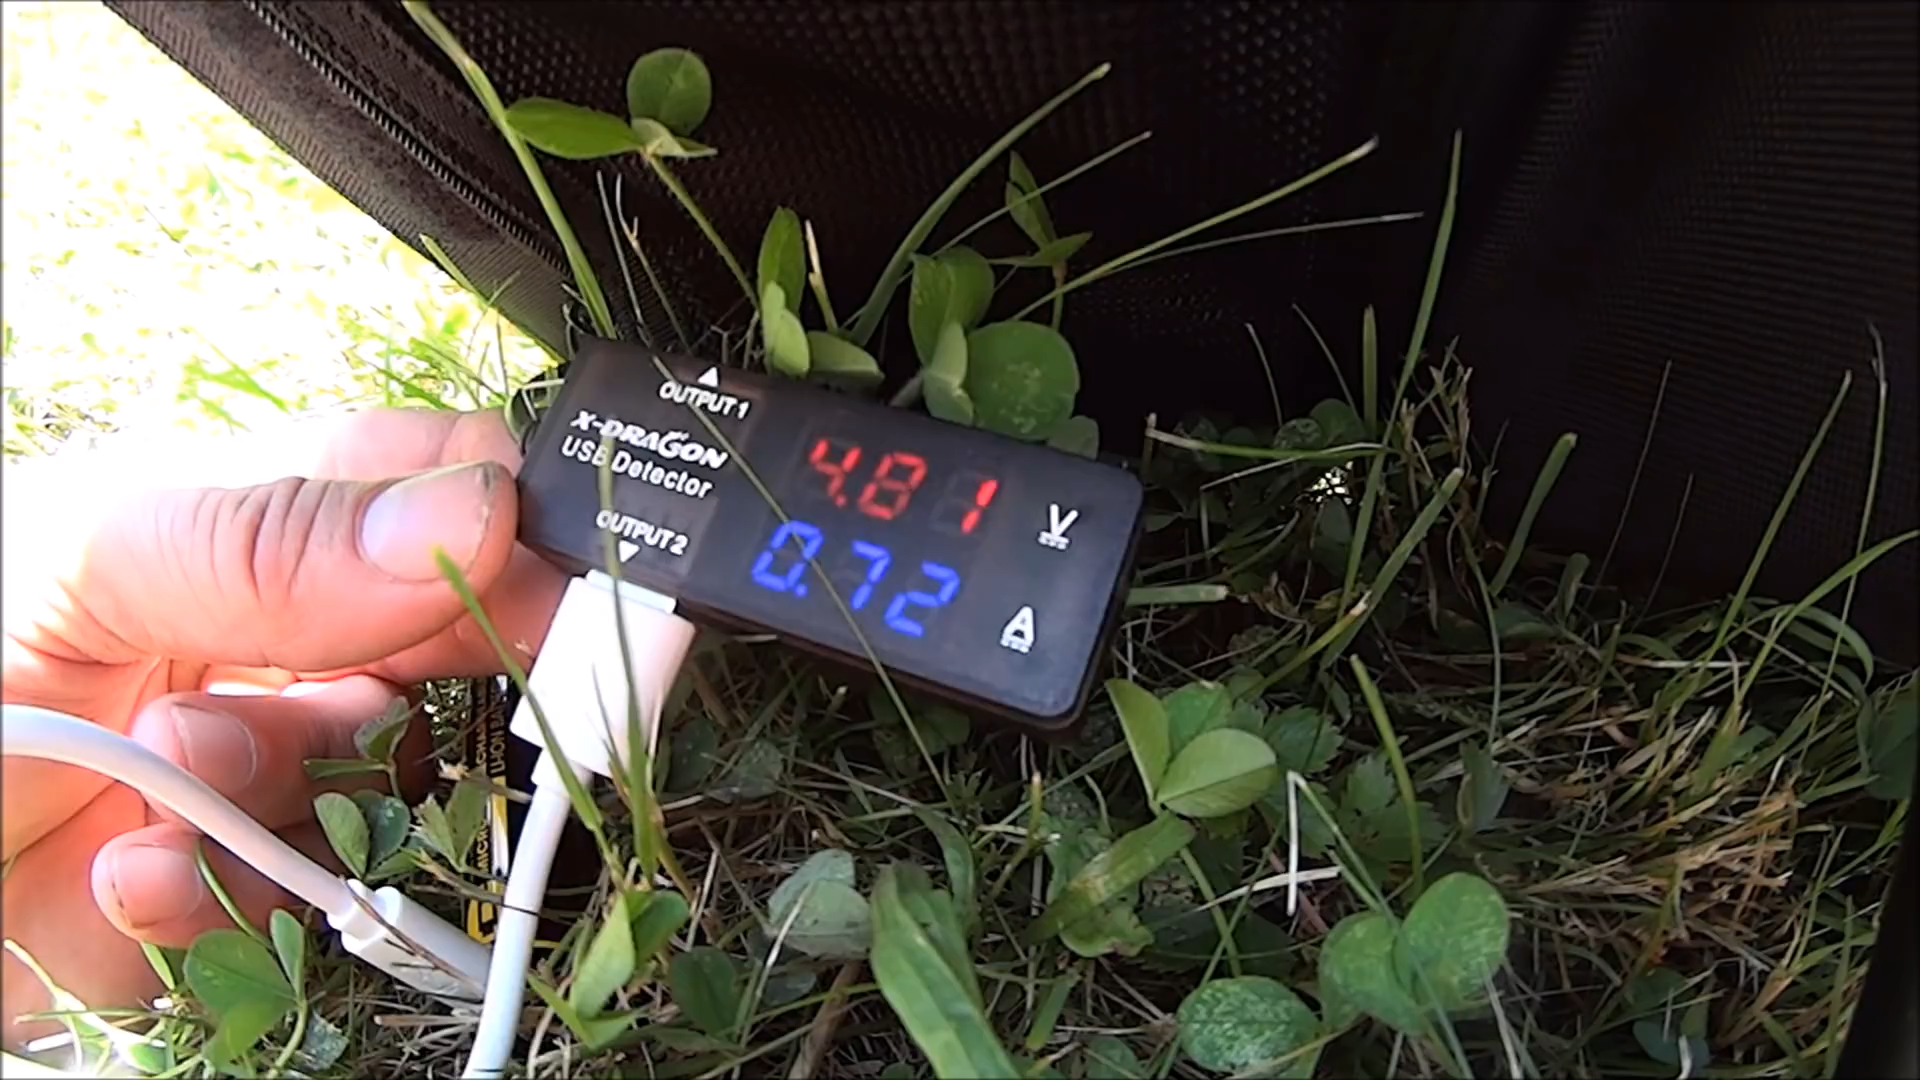 OUTPUT 1
X-DRAGON
USB Detector
OUTPUT 2
4.81 V
0.72 A